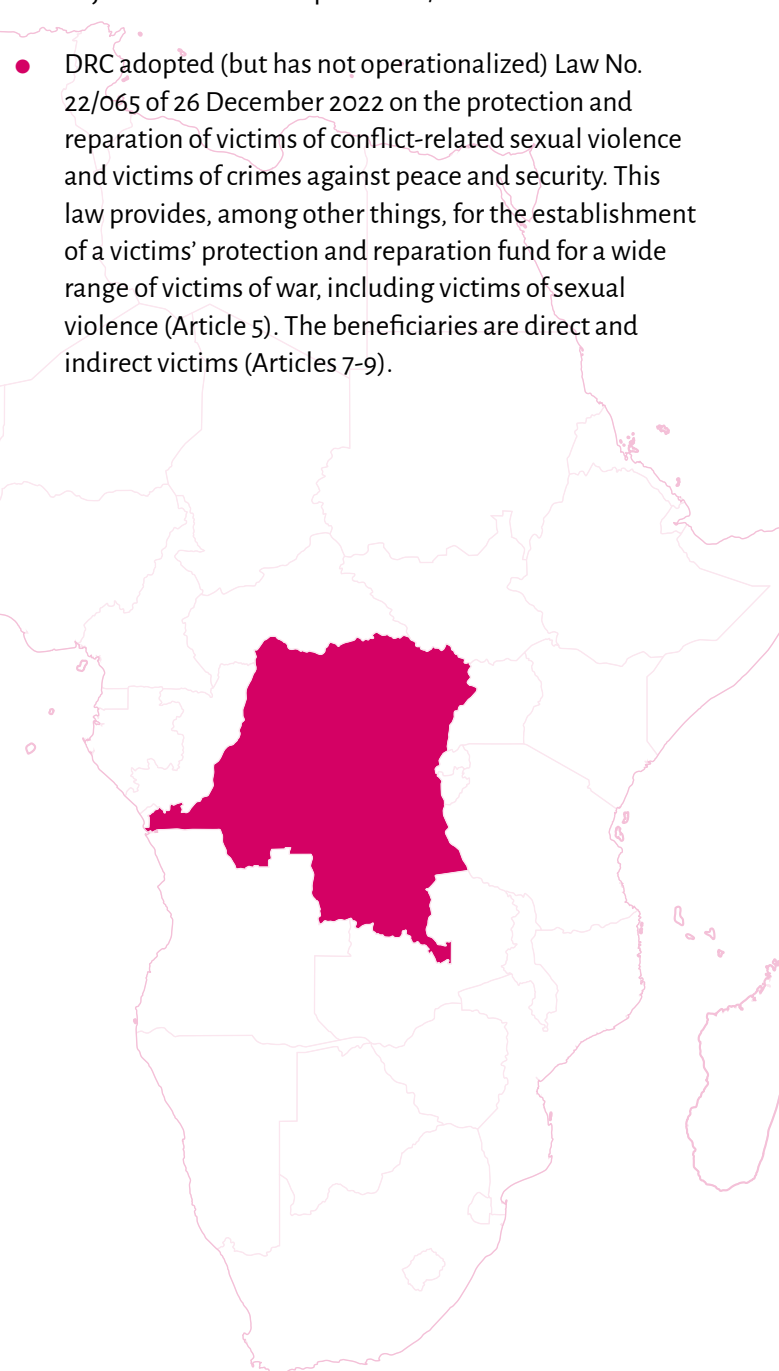 DRC adopted (but has not operationalized) Law No.
22/065 of 26 December 2022 on the protection and
reparation of victims of conflict-related sexual violence
and victims of crimes against peace and security. This
law provides, among other things, for the establishment
of a victims’ protection and reparation fund for a wide
range of victims of war, including victims of sexual
violence (Article 5). The beneficiaries are direct and
indirect victims (Articles 7-9).